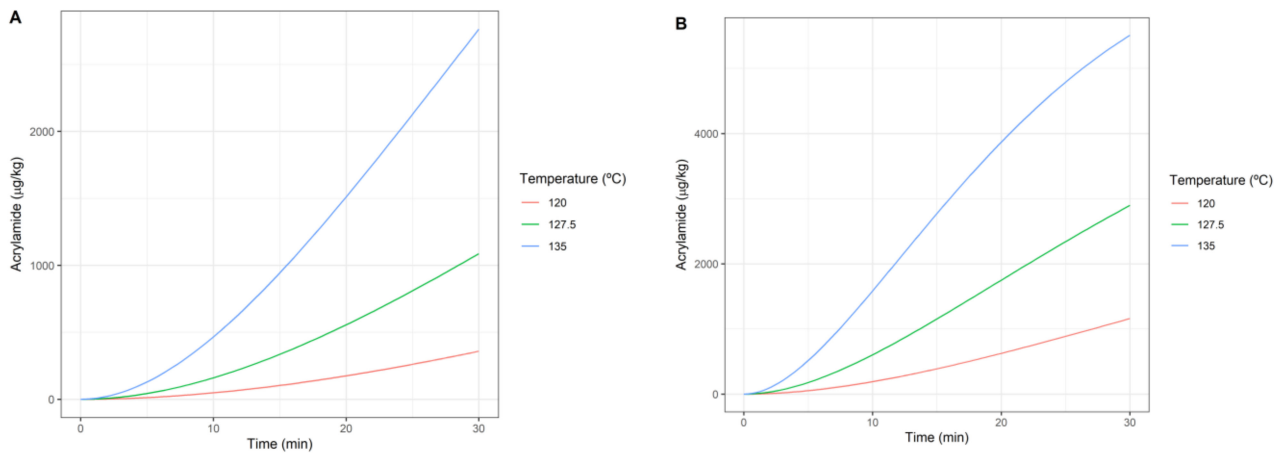 A
Acrylamide (µg/kg)
2000
1000
0
0 10 20 30
Time (min)
Temperature (ºC)
120
127.5
135
B
Acrylamide (µg/kg)
4000
2000
0
0 10 20 30
Time (min)
Temperature (ºC)
120
127.5
135